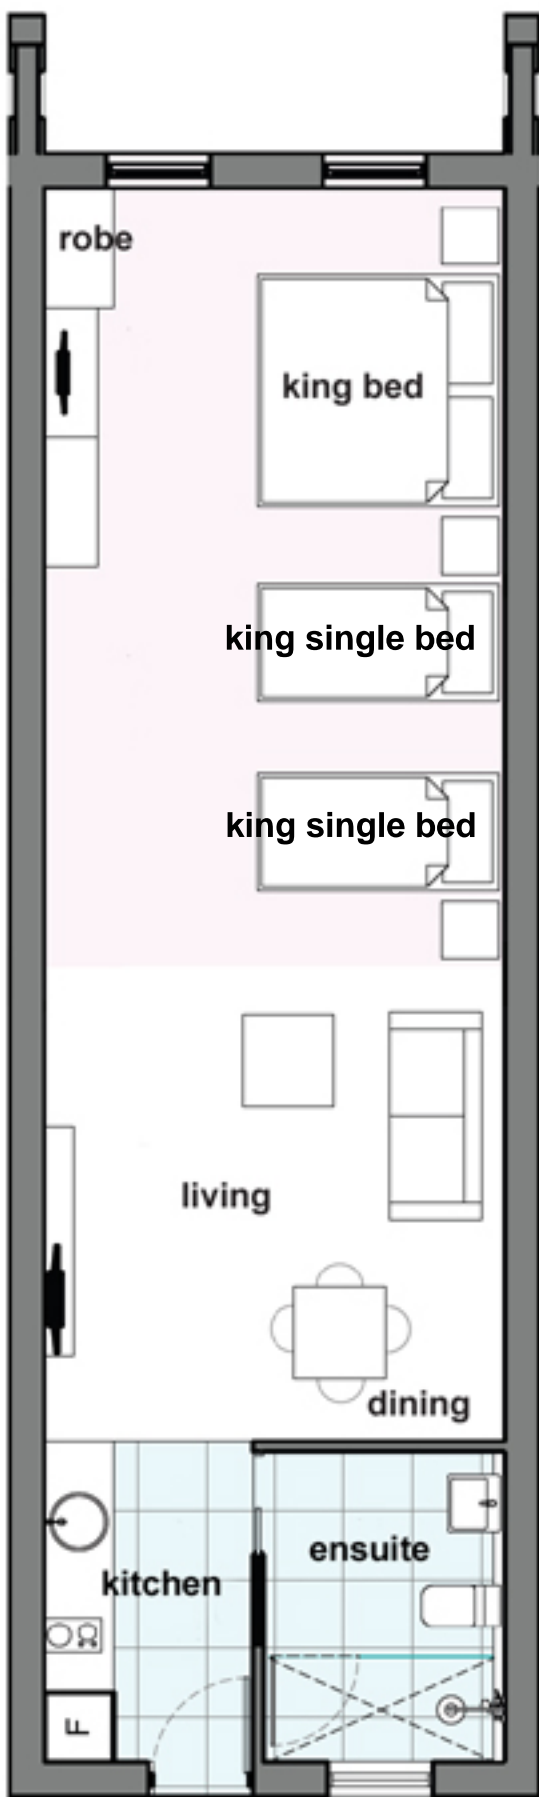 robe
king bed
king single bed
king single bed
living
dining
ensuite
kitchen
F